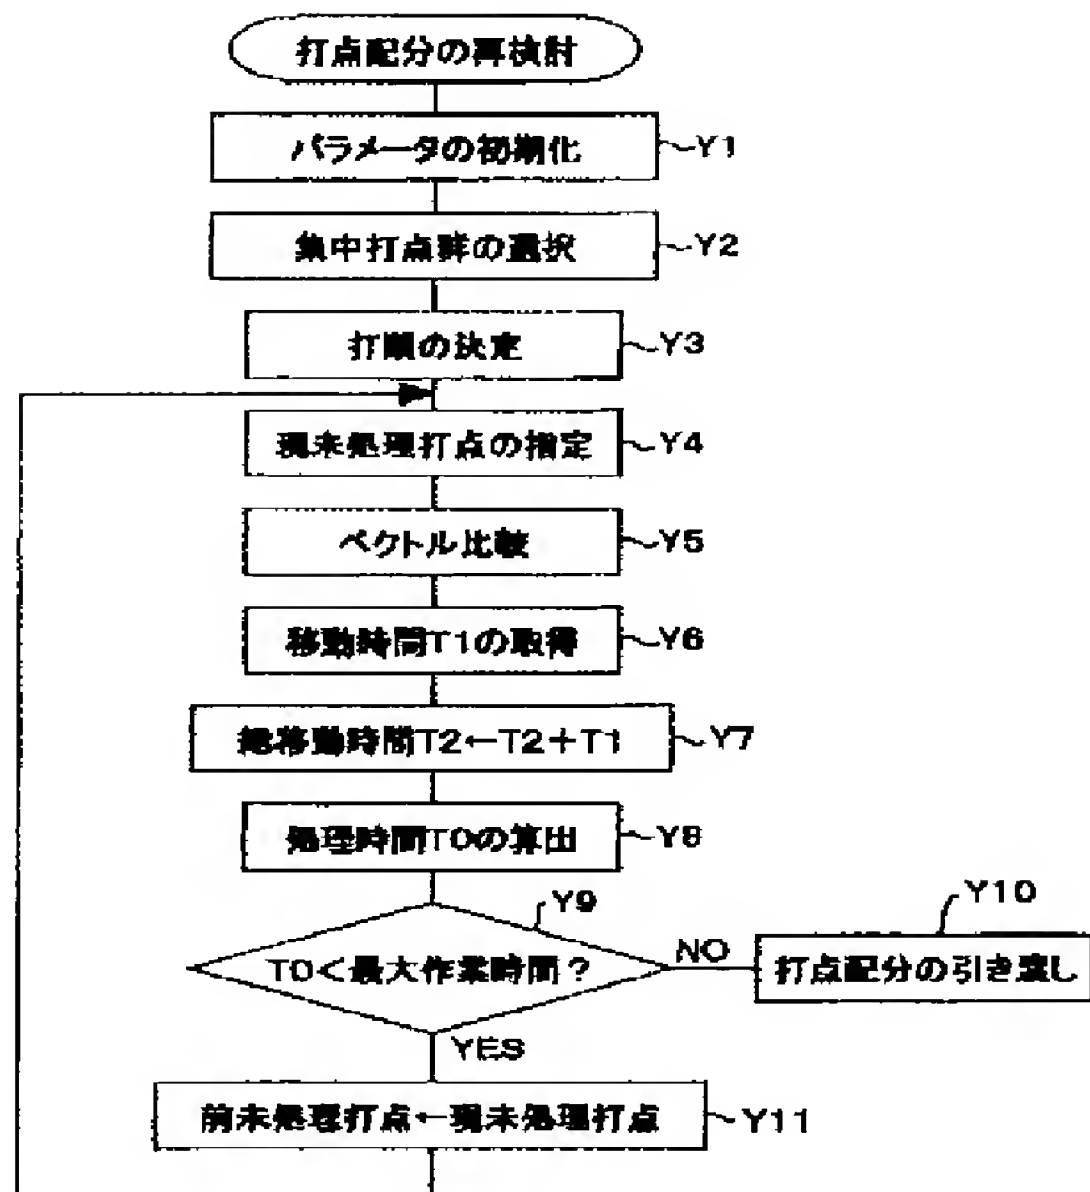 打点配分の再検討
パラメータの初期化
Y1
集中打点群の選択
Y2
打順の決定
Y3
現未処理打点の指定
Y4
ベクトル比較
Y5
移動時間T1の取得
Y6
総移動時間T2←T2+T1
Y7
処理時間T0の算出
Y8
Y9
T0<最大作業時間?
NO
Y10
打点配分の引き渡し
YES
前未処理打点←現未処理打点
Y11